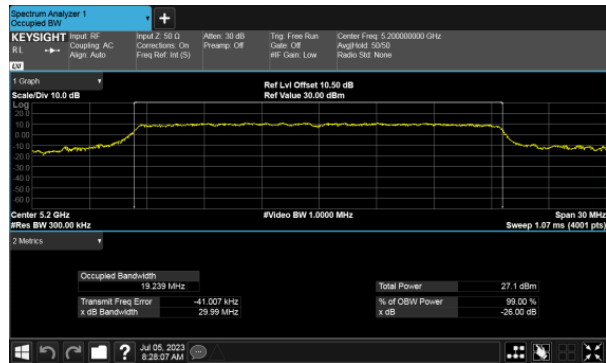 Spectrum Analyzer 1
Occupied BW
KEYSIGHT Input: RF Input Z: 50 Ω Atten: 30 dB Trig: Free Run Center Freq: 5.200000000 GHz
RL Coupling: AC Corrections: On Preamp: Off Gate: Off Avg|Hold: 50/50
Align: Auto Freq Ref: Int (S) #IF Gain: Low Radio Std: None
LXI
1 Graph
Ref Lvl Offset 10.50 dB
Scale/Div 10.0 dB Ref Value 30.00 dBm
Log
20.0
10.0
0.00
-10.0
-20.0
-30.0
-40.0
-50.0
-60.0
Center 5.2 GHz #Video BW 1.0000 MHz Span 30 MHz
#Res BW 300.00 kHz Sweep 1.07 ms (4001 pts)
2 Metrics
Occupied Bandwidth
19.239 MHz Total Power 27.1 dBm
Transmit Freq Error -41.007 kHz % of OBW Power 99.00 %
x dB Bandwidth 29.99 MHz x dB -26.00 dB
? Jul 05, 2023
8:28:07 AM